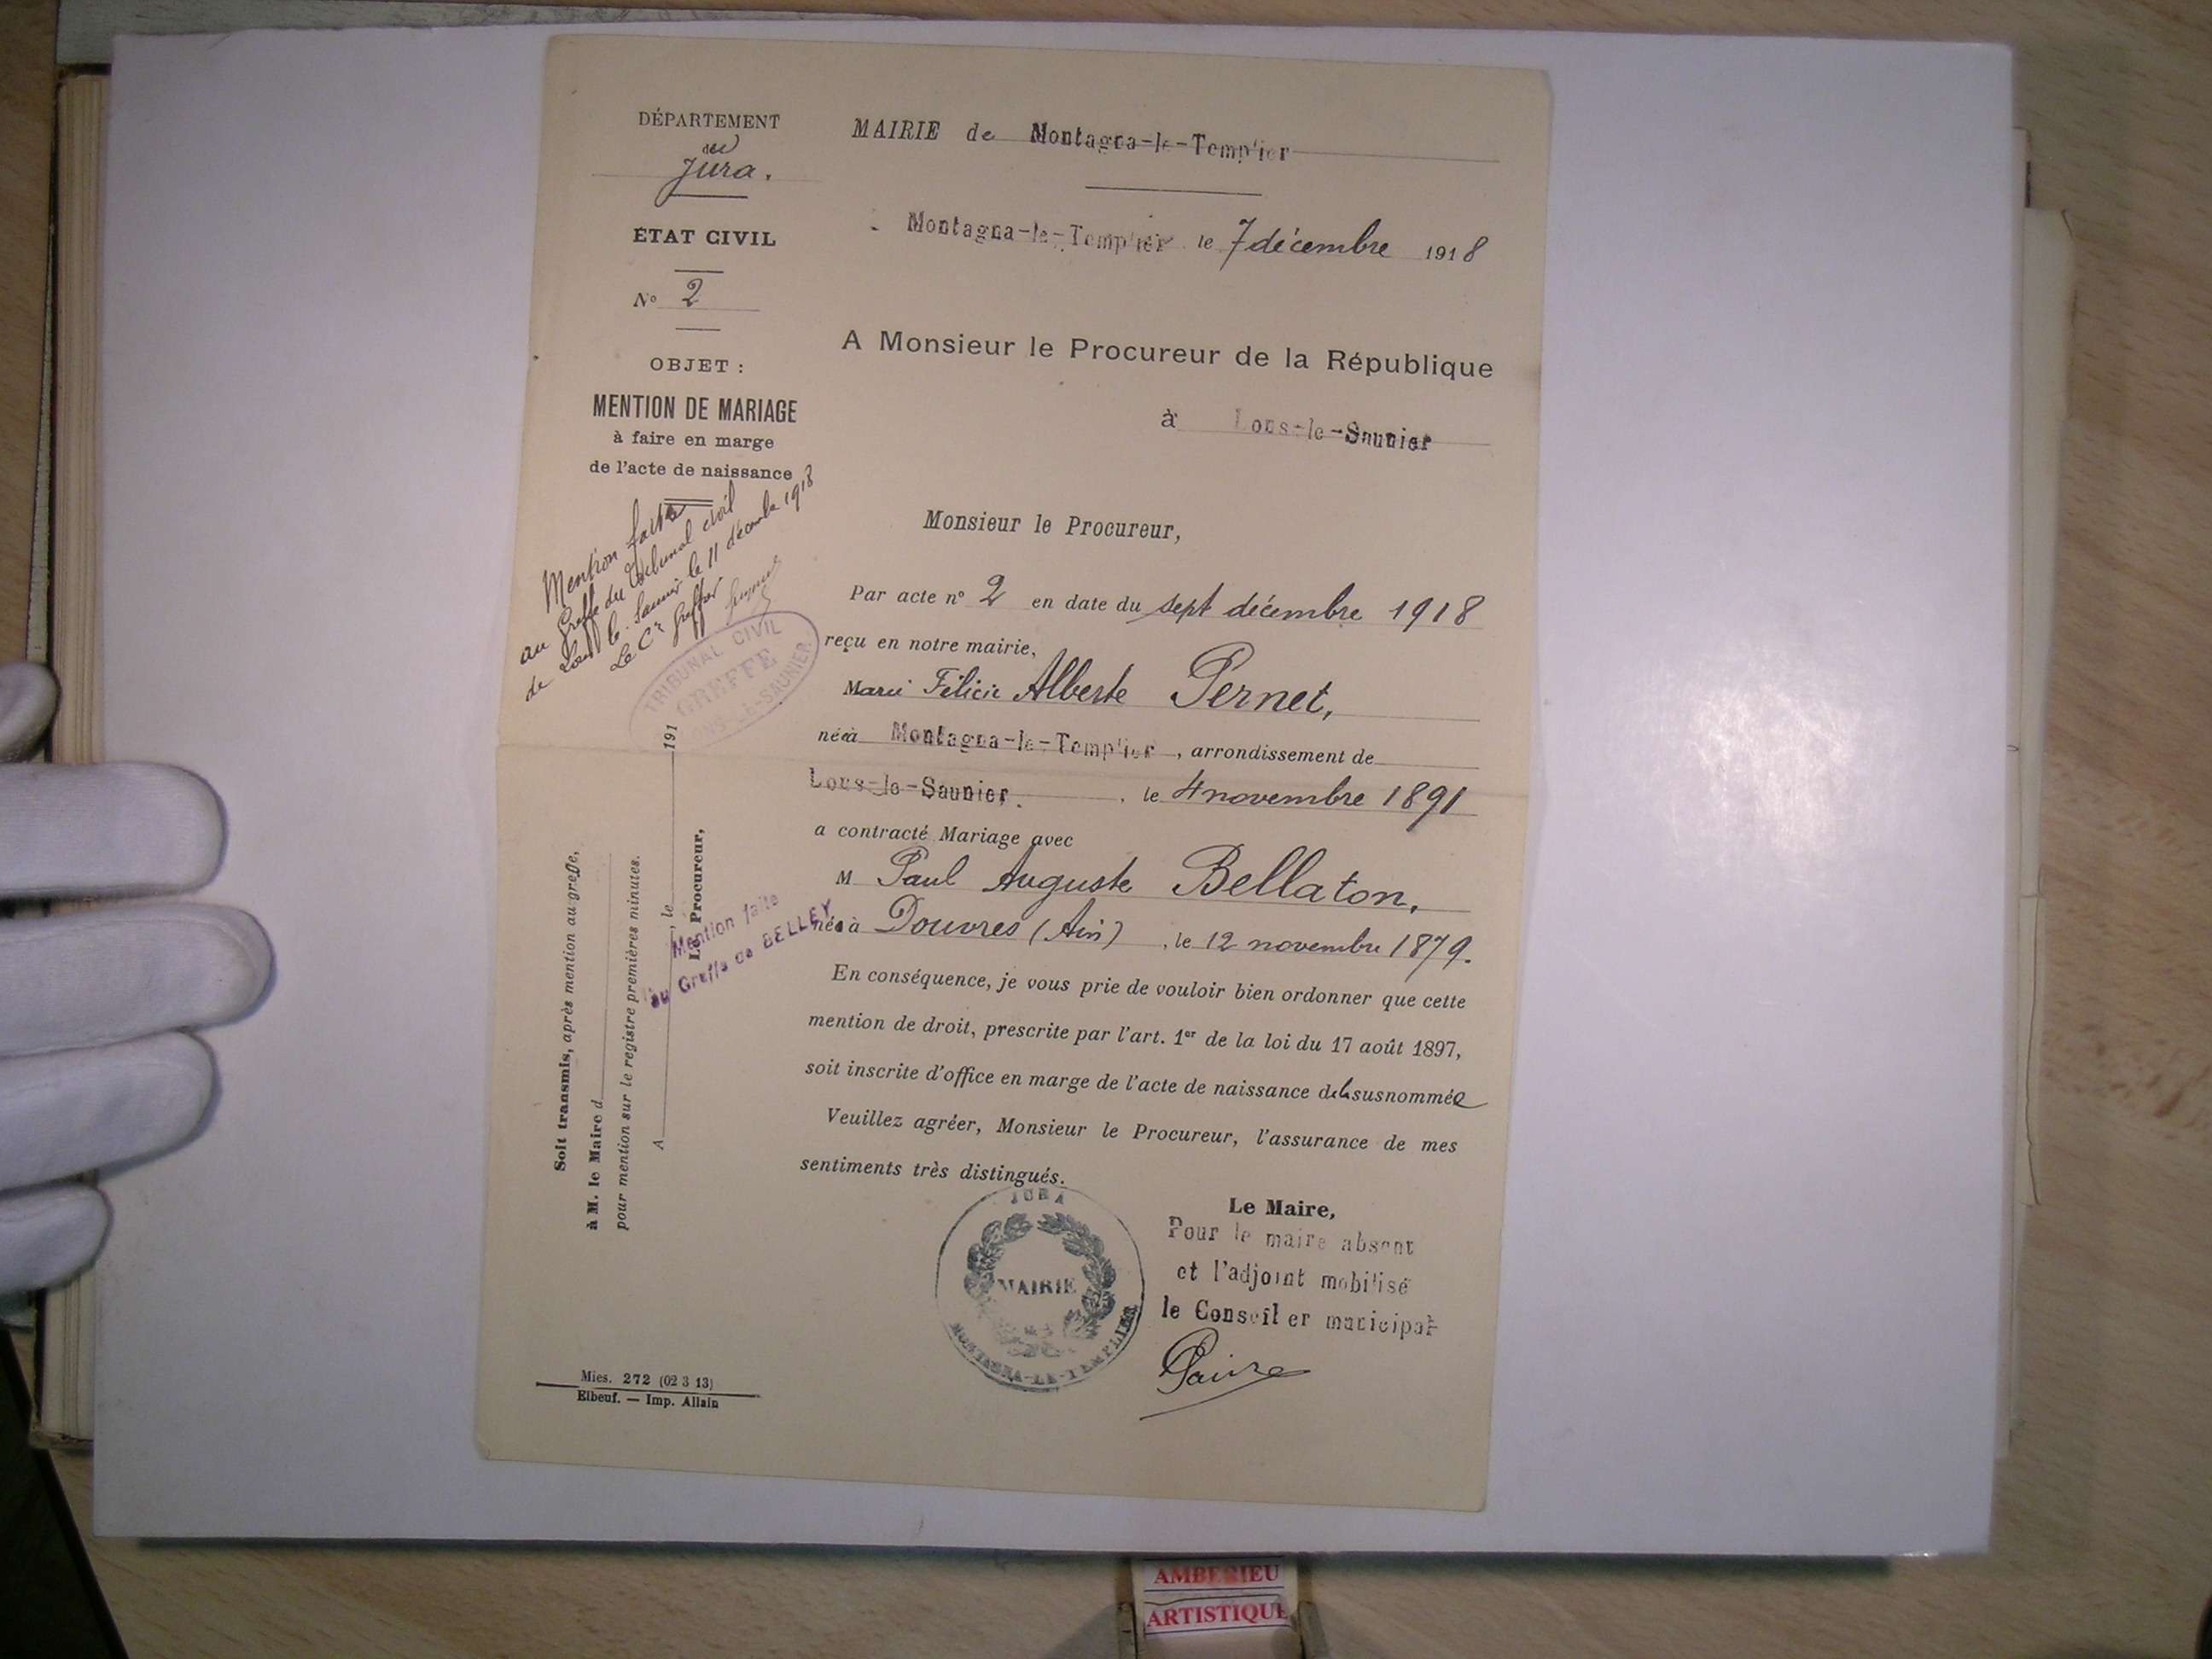 DÉPARTEMENT
du
Jura.
ÉTAT CIVIL
No 2
OBJET :
MENTION DE MARIAGE
à faire en marge
de l'acte de naissance
Mention faite
au Greffe du Tribunal civil
de Lons le Saunier le 11 décembre 1918
Le Cis Greffier
TRIBUNAL CIVIL
GREFFE
LONS-LE-SAUNIER
MAIRIE de Montagna-le-Templier
Montagna-le-Templier le 7 décembre 1918
A Monsieur le Procureur de la République
à Lons-le-Saunier
Monsieur le Procureur,
Par acte no 2 en date du sept décembre 1918
reçu en notre mairie,
Marie Félicie Alberte Pernet,
née à Montagna-le-Templier, arrondissement de
Lons-le-Saunier, le 4 novembre 1891
a contracté Mariage avec
M Paul Auguste Bellaton,
né à Douvres (Ain), le 12 novembre 1879.
En conséquence, je vous prie de vouloir bien ordonner que cette
mention de droit, prescrite par l'art. 1er de la loi du 17 août 1897,
soit inscrite d'office en marge de l'acte de naissance de la susnommée
Veuillez agréer, Monsieur le Procureur, l'assurance de mes
sentiments très distingués.
Le Maire,
Pour le maire absent
et l'adjoint mobilisé
le Conseiller municipal
JURA
MAIRIE
MONTAGNA-LE-TEMPLIER
Soit transmis, après mention au greffe,
à M. le Maire d
pour mention sur le registre premières minutes.
A , le 191
Le Procureur,
Mention faite
au Greffe de BELLEY
Mies. 272 (02 3 13)
Elbeuf. — Imp. Allain
AMBERIEU
ARTISTIQUE